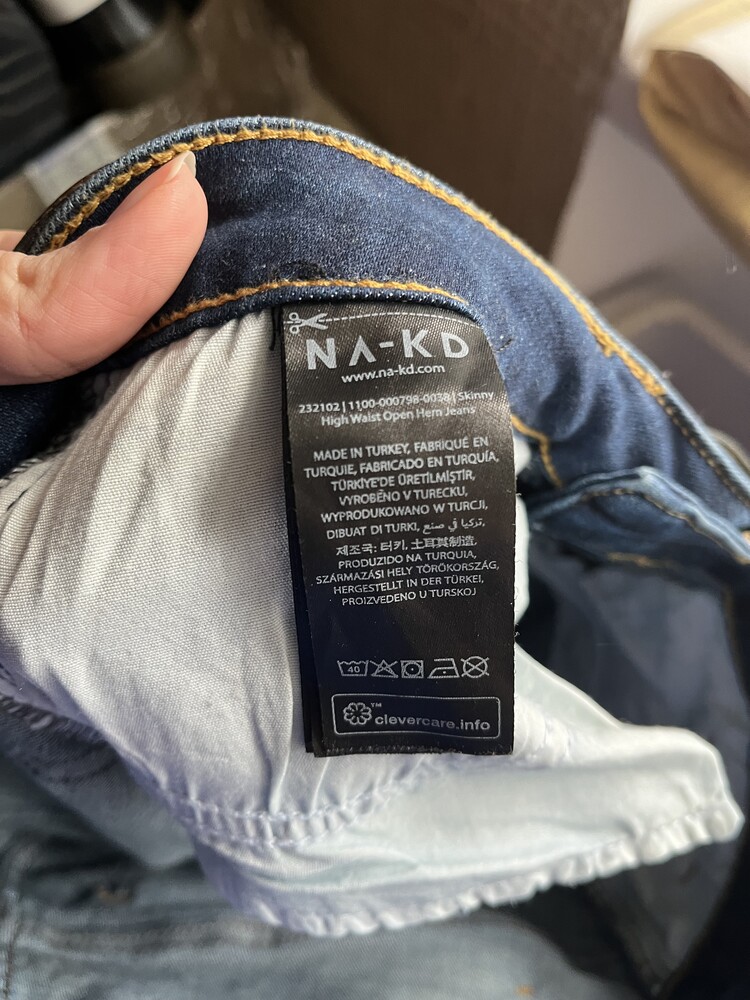 NA-KD
www.na-kd.com
232102 | 1100-000798-0038 | Skinny
High Waist Open Hem Jeans
MADE IN TURKEY, FABRIQUÉ EN
TURQUIE, FABRICADO EN TURQUÍA,
TÜRKİYE'DE ÜRETİLMİŞTİR,
VYROBĚNO V TURECKU,
WYPRODUKOWANO W TURCJI,
DIBUAT DI TURKI, تركيا في صنع,
제조국: 터키, 土耳其制造,
PRODUZIDO NA TURQUIA,
SZÁRMAZÁSI HELY TÖRÖKORSZÁG,
HERGESTELLT IN DER TÜRKEI,
PROIZVEDENO U TURSKOJ
40
™ clevercare.info